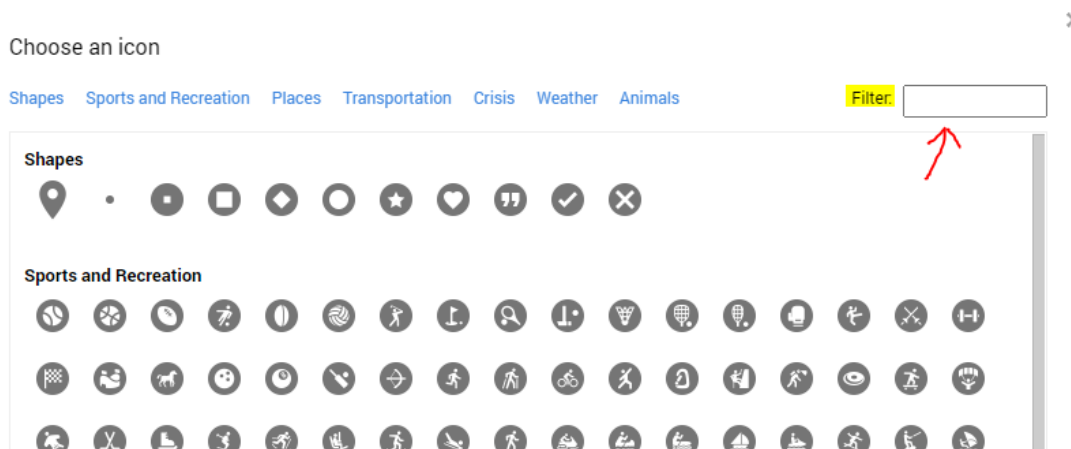 Choose an icon
Shapes Sports and Recreation Places Transportation Crisis Weather Animals Filter:
Shapes
Sports and Recreation